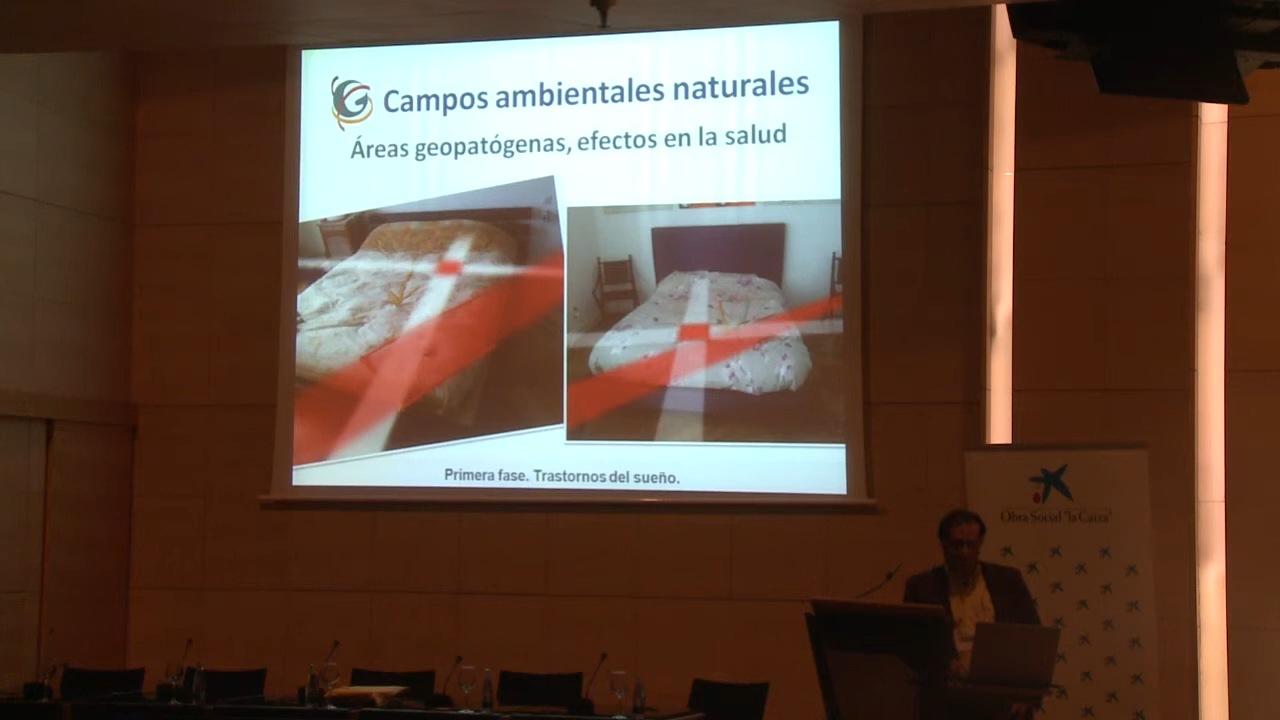 Campos ambientales naturales
Áreas geopatógenas, efectos en la salud
Primera fase. Trastornos del sueño.
Obra Social "la Caixa"